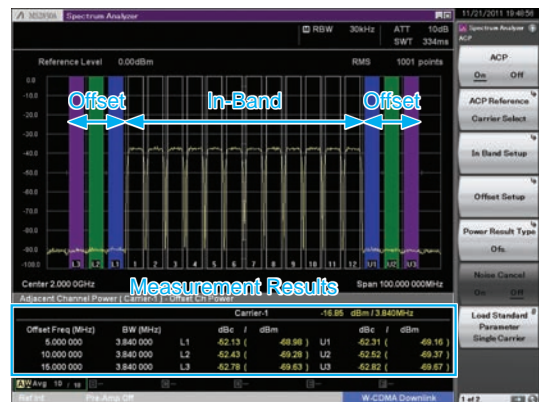 MS2690A Spectrum Analyzer
11/21/2011 19:48:56
RBW 30kHz ATT 10dB
SWT 334ms
Spectrum Analyzer
ACP
Reference Level 0.00dBm RMS 1001 points
ACP
On Off
0.0
-10.0
-20.0
-30.0
-40.0
-50.0
-60.0
-70.0
-80.0
-90.0
-100.0
Offset In-Band Offset
ACP Reference
Carrier Select
In Band Setup
Offset Setup
Power Result Type
Ofs.
L3 L2 L1 1 2 3 4 5 6 7 8 9 10 11 12 U1 U2 U3
Center 2.000 0GHz Span 100.000 000MHz
Measurement Results
Noise Cancel
On Off
Adjacent Channel Power ( Carrier-1 ) - Offset Ch Power
Carrier-1 -16.85 dBm / 3.840MHz
Offset Freq (MHz) BW (MHz) dBc / dBm dBc / dBm
5.000 000 3.840 000 L1 -52.13 ( -68.98 ) U1 -52.31 ( -69.16 )
10.000 000 3.840 000 L2 -52.43 ( -69.28 ) U2 -52.52 ( -69.37 )
15.000 000 3.840 000 L3 -52.78 ( -69.63 ) U3 -52.82 ( -69.67 )
Load Standard
Parameter
Single Carrier
Avg 10 / 10
Ref.Int Pre-Amp Off W-CDMA Downlink
1 of 2